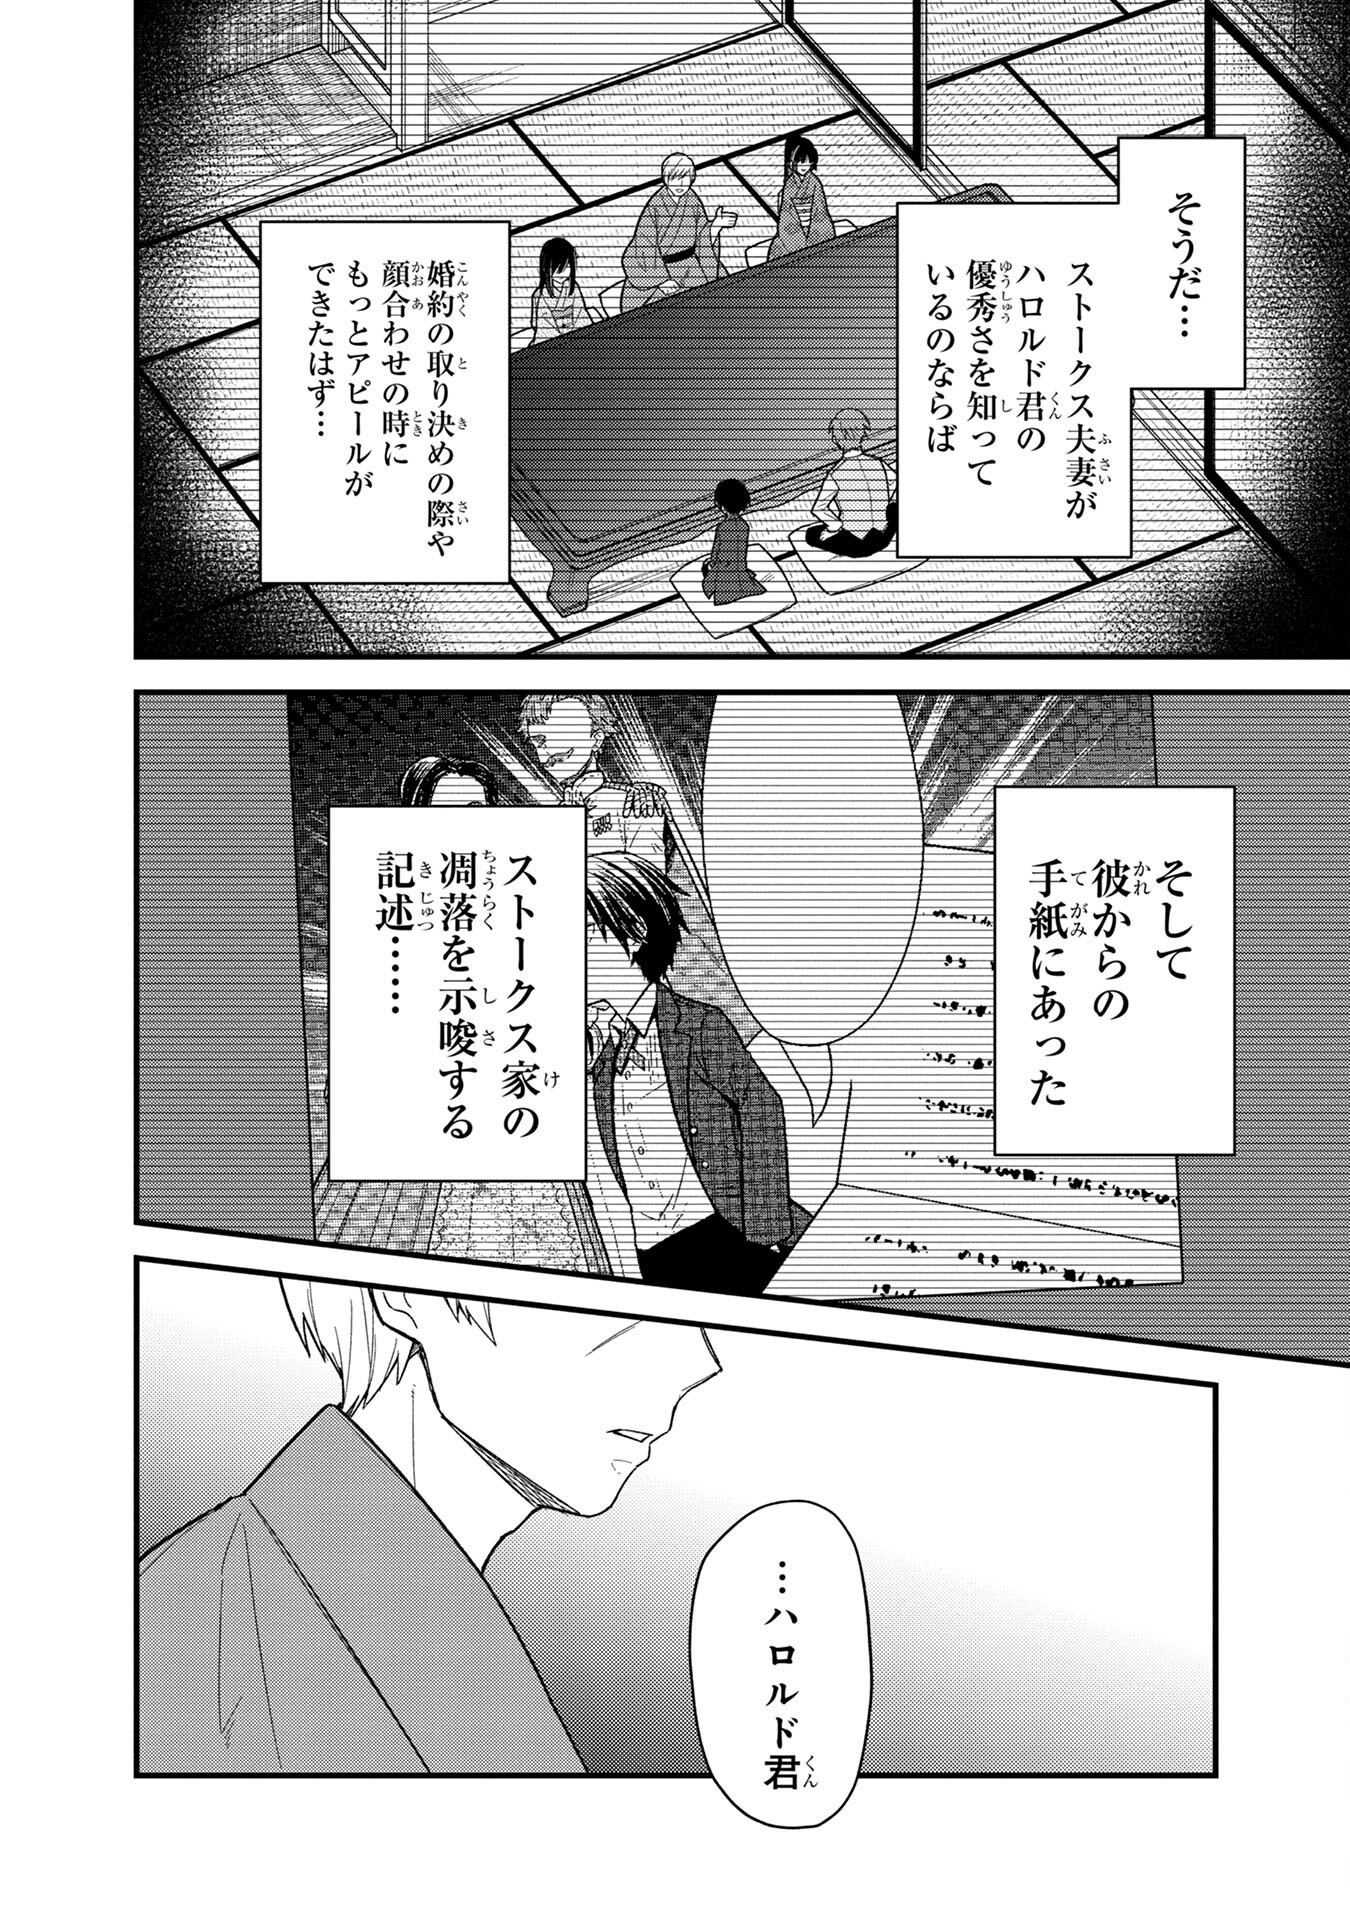 そうだ…
ストークス夫妻が
ハロルド君の
優秀さを知って
いるのならば
婚約の取り決めの際や
顔合わせの時に
もっとアピールが
できたはず…
そして
彼からの
手紙にあった
ストークス家の
凋落を示唆する
記述……
…ハロルド君